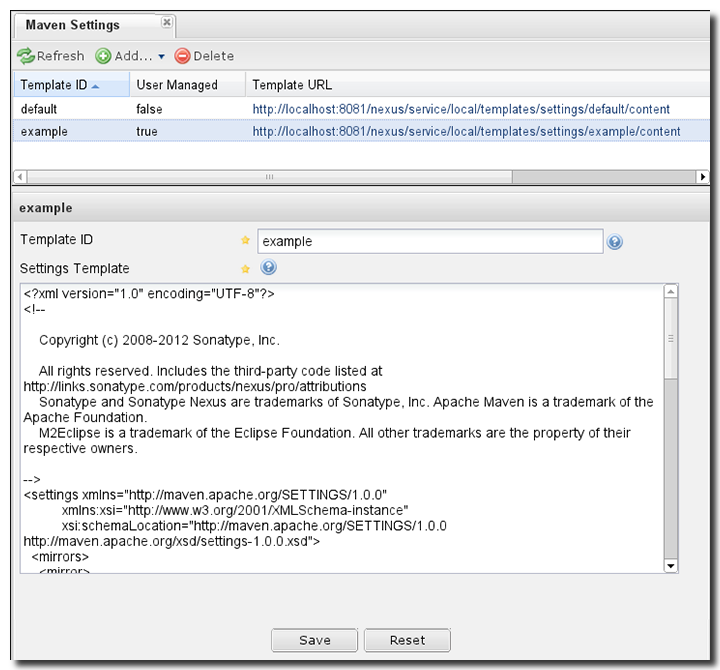 Maven Settings
Refresh Add... Delete
Template ID User Managed Template URL
default false http://localhost:8081/nexus/service/local/templates/settings/default/content
example true http://localhost:8081/nexus/service/local/templates/settings/example/content
example
Template ID example
Settings Template
<?xml version="1.0" encoding="UTF-8"?>
<!--
Copyright (c) 2008-2012 Sonatype, Inc.
All rights reserved. Includes the third-party code listed at
http://links.sonatype.com/products/nexus/pro/attributions
Sonatype and Sonatype Nexus are trademarks of Sonatype, Inc. Apache Maven is a trademark of the
Apache Foundation.
M2Eclipse is a trademark of the Eclipse Foundation. All other trademarks are the property of their
respective owners.
-->
<settings xmlns="http://maven.apache.org/SETTINGS/1.0.0"
xmlns:xsi="http://www.w3.org/2001/XMLSchema-instance"
xsi:schemaLocation="http://maven.apache.org/SETTINGS/1.0.0
http://maven.apache.org/xsd/settings-1.0.0.xsd">
<mirrors>
<mirror>
Save Reset